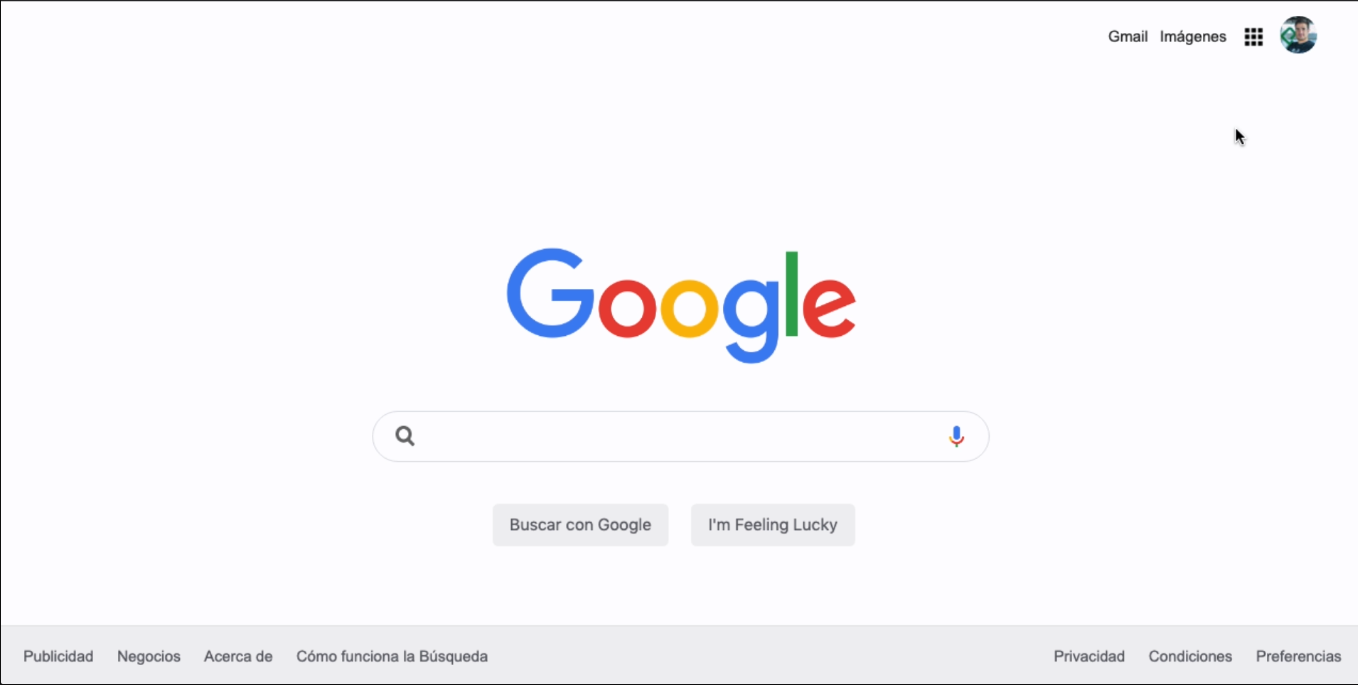 Gmail Imágenes
Google
Buscar con Google I'm Feeling Lucky
Publicidad Negocios Acerca de Cómo funciona la Búsqueda Privacidad Condiciones Preferencias